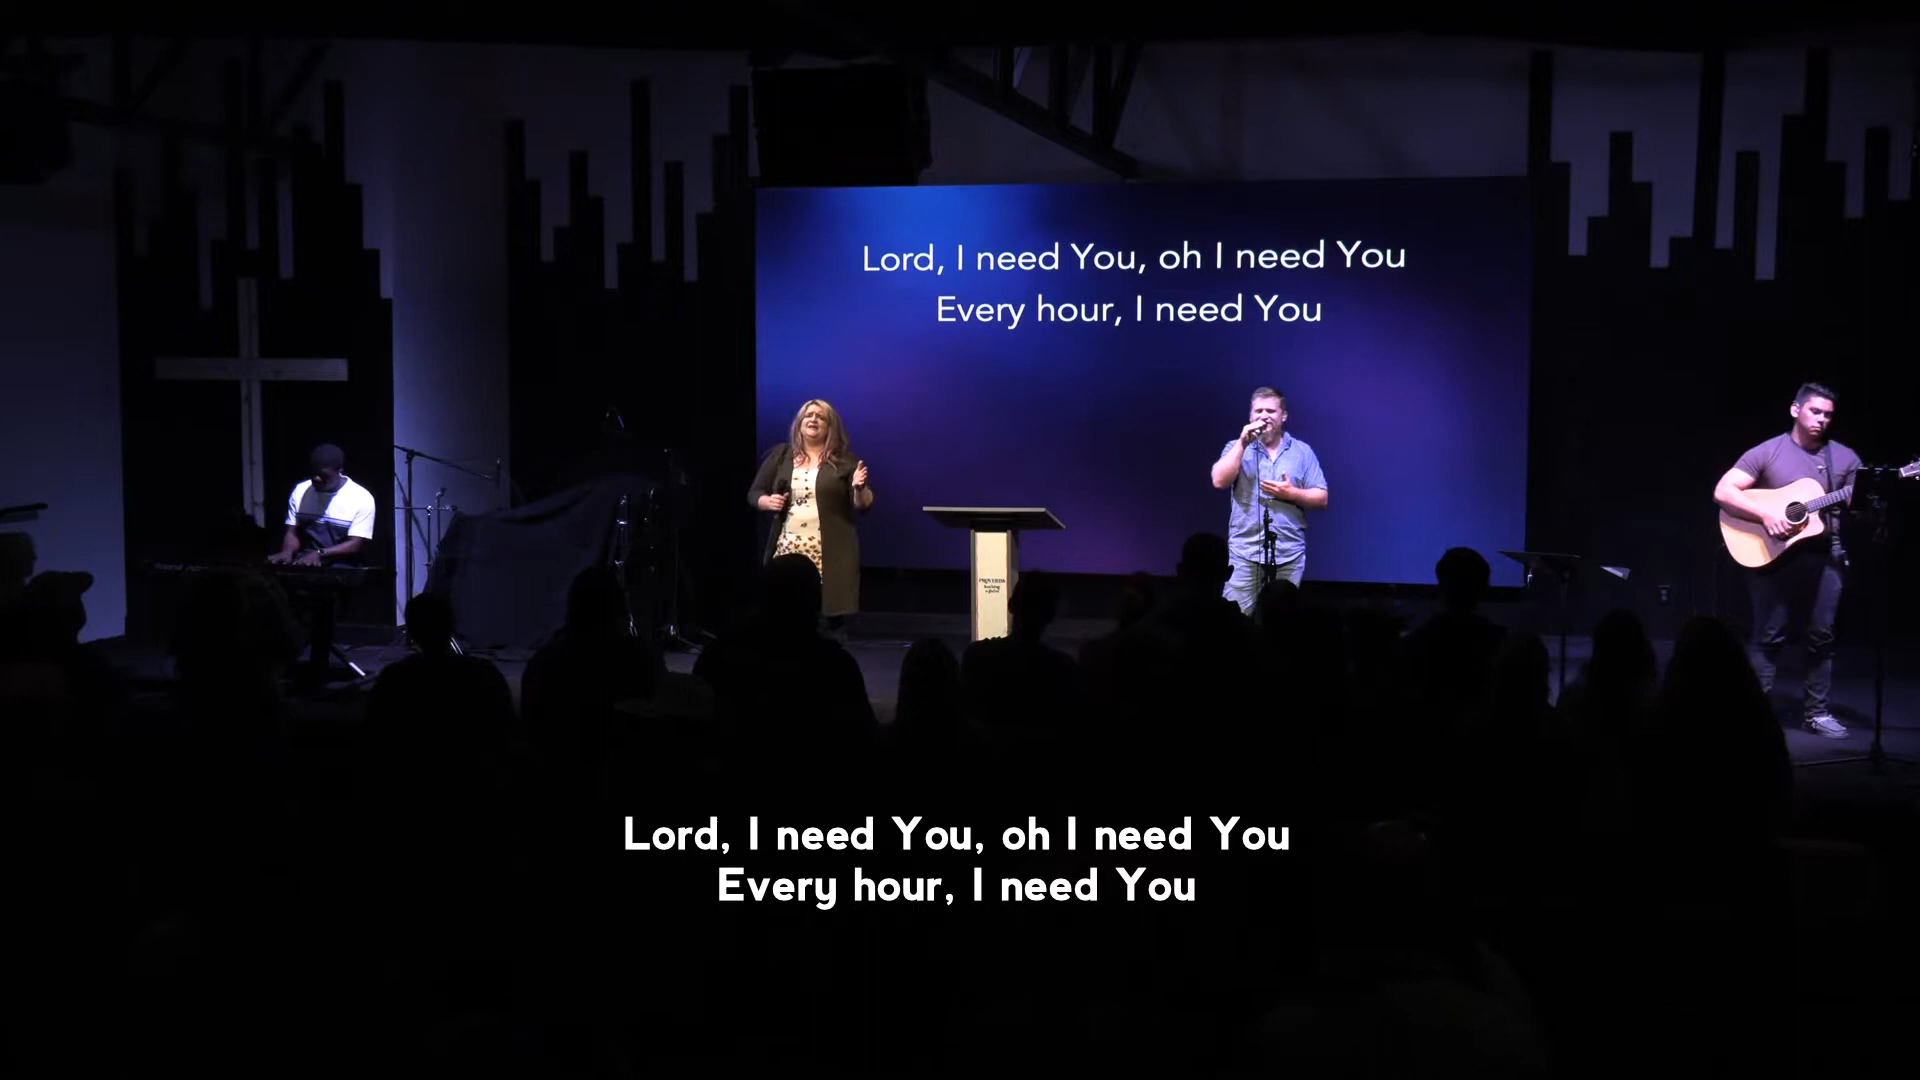 Lord, I need You, oh I need You
Every hour, I need You
PROVERBS
Lord, I need You, oh I need You
Every hour, I need You